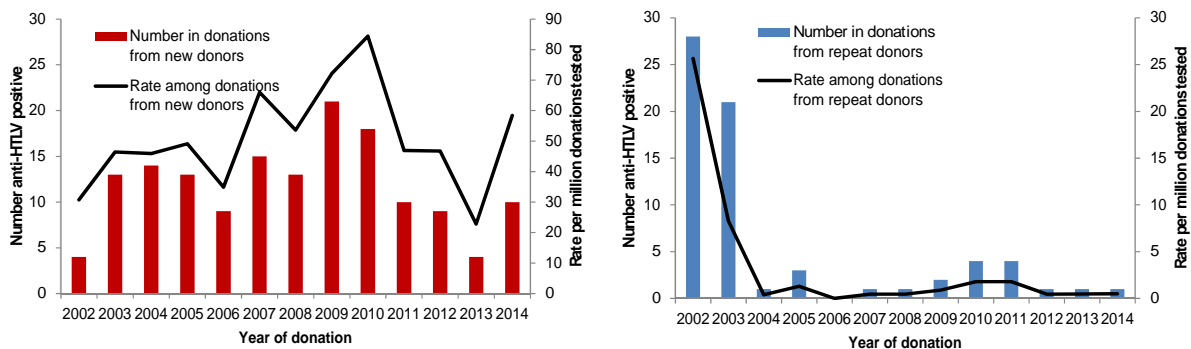 30
25
20
15
10
5
0
Number anti-HTLV positive
Number in donations
from new donors
Rate among donations
from new donors
90
80
70
60
50
40
30
20
10
0
Rate per million donations tested
2002 2003 2004 2005 2006 2007 2008 2009 2010 2011 2012 2013 2014
Year of donation
30
25
20
15
10
5
0
Number anti-HTLV positive
Number in donations
from repeat donors
Rate among donations
from repeat donors
30
25
20
15
10
5
0
Rate per million donations tested
2002 2003 2004 2005 2006 2007 2008 2009 2010 2011 2012 2013 2014
Year of donation